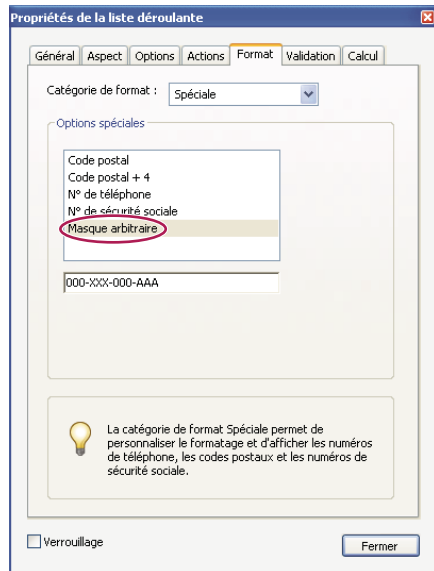 Propriétés de la liste déroulante
Général Aspect Options Actions Format Validation Calcul
Catégorie de format : Spéciale
Options spéciales
Code postal
Code postal + 4
N° de téléphone
N° de sécurité sociale
Masque arbitraire
000-XXX-000-AAA
La catégorie de format Spéciale permet de
personnaliser le formatage et d'afficher les numéros
de téléphone, les codes postaux et les numéros de
sécurité sociale.
Verrouillage Fermer